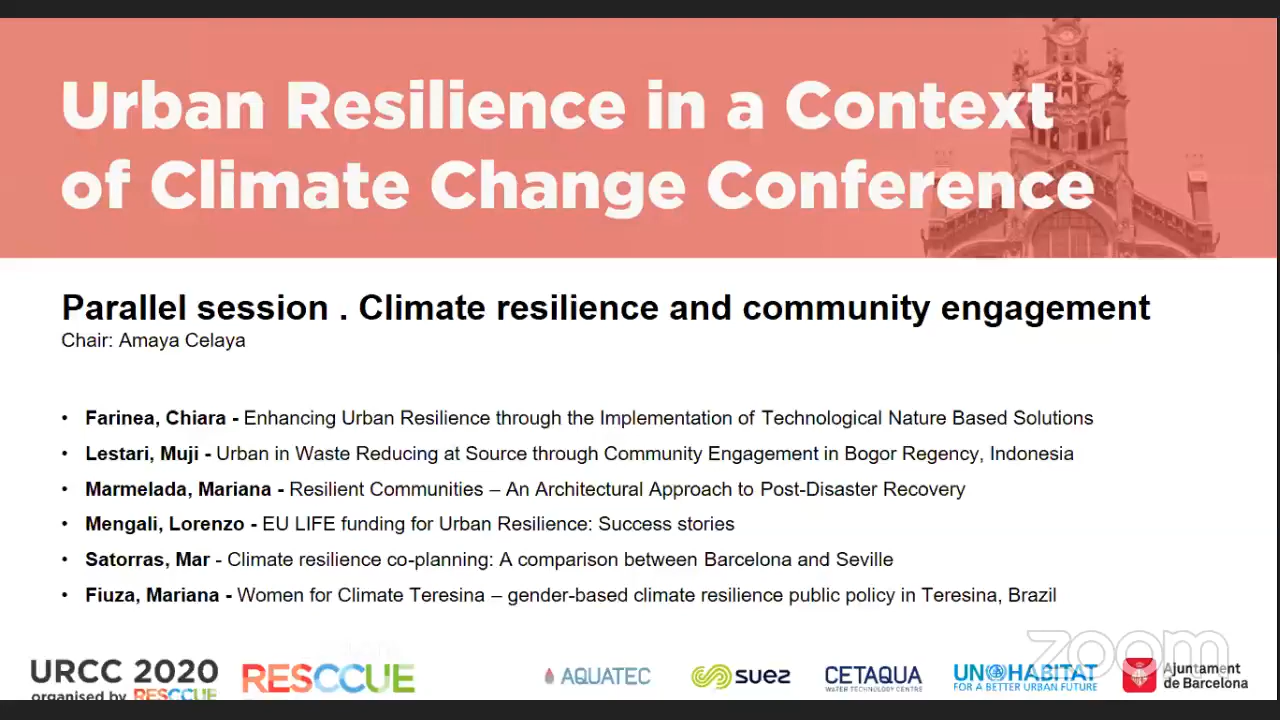 Urban Resilience in a Context
of Climate Change Conference
Parallel session . Climate resilience and community engagement
Chair: Amaya Celaya
• Farinea, Chiara - Enhancing Urban Resilience through the Implementation of Technological Nature Based Solutions
• Lestari, Muji - Urban in Waste Reducing at Source through Community Engagement in Bogor Regency, Indonesia
• Marmelada, Mariana - Resilient Communities – An Architectural Approach to Post-Disaster Recovery
• Mengali, Lorenzo - EU LIFE funding for Urban Resilience: Success stories
• Satorras, Mar - Climate resilience co-planning: A comparison between Barcelona and Seville
• Fiuza, Mariana - Women for Climate Teresina – gender-based climate resilience public policy in Teresina, Brazil
zoom
URCC 2020
organised by RESCCUE
RESCCUE
AQUATEC
suez
CETAQUA
WATER TECHNOLOGY CENTRE
UN HABITAT
FOR A BETTER URBAN FUTURE
Ajuntament
de Barcelona